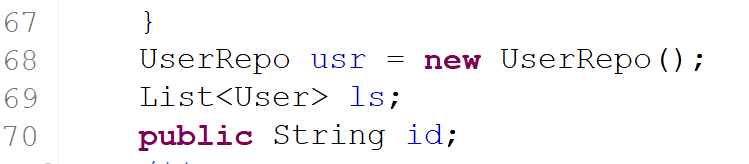 67 }
68 UserRepo usr = new UserRepo();
69 List<User> ls;
70 public String id;